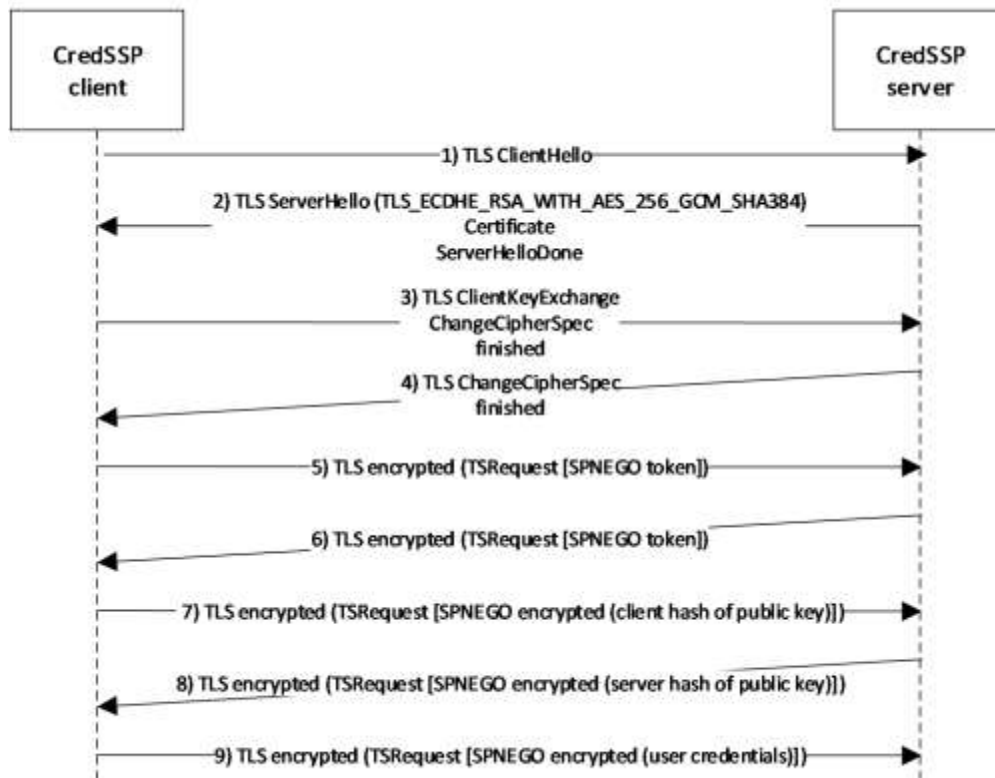 CredSSP
client
CredSSP
server
1) TLS ClientHello
2) TLS ServerHello (TLS_ECDHE_RSA_WITH_AES_256_GCM_SHA384)
Certificate
ServerHelloDone
3) TLS ClientKeyExchange
ChangeCipherSpec
finished
4) TLS ChangeCipherSpec
finished
5) TLS encrypted (TSRequest [SPNEGO token])
6) TLS encrypted (TSRequest [SPNEGO token])
7) TLS encrypted (TSRequest [SPNEGO encrypted (client hash of public key)])
8) TLS encrypted (TSRequest [SPNEGO encrypted (server hash of public key)])
9) TLS encrypted (TSRequest [SPNEGO encrypted (user credentials)])